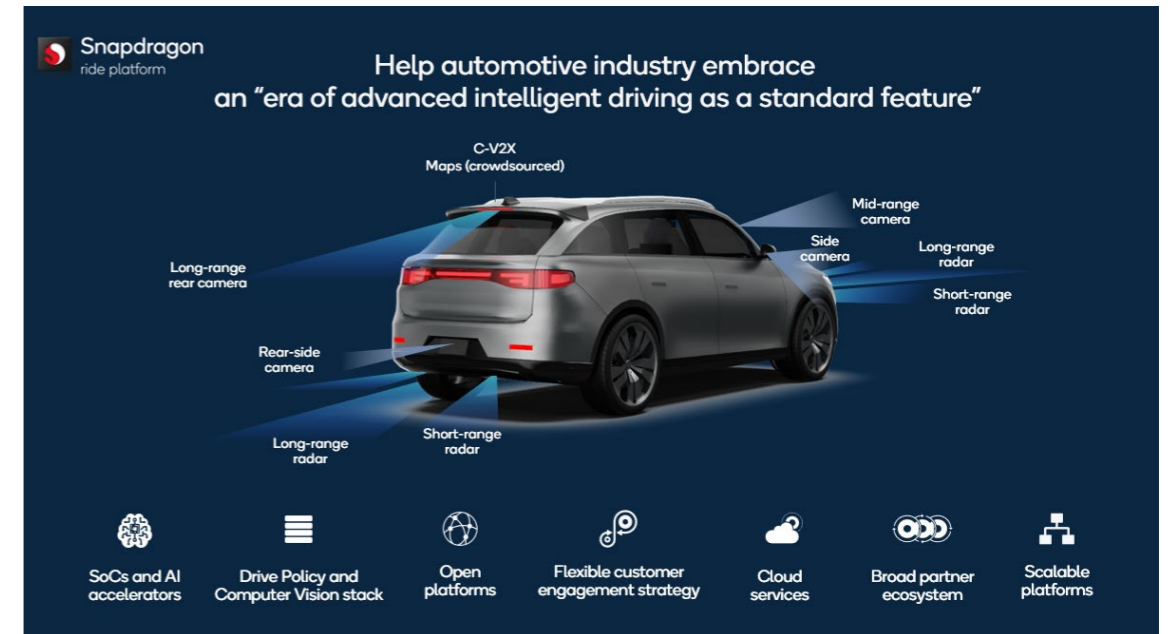 Snapdragon
ride platform
Help automotive industry embrace
an “era of advanced intelligent driving as a standard feature”
C-V2X
Maps (crowdsourced)
Mid-range
camera
Side
camera
Long-range
radar
Short-range
radar
Long-range
rear camera
Rear-side
camera
Long-range
radar
Short-range
radar
SoCs and AI
accelerators
Drive Policy and
Computer Vision stack
Open
platforms
Flexible customer
engagement strategy
Cloud
services
Broad partner
ecosystem
Scalable
platforms